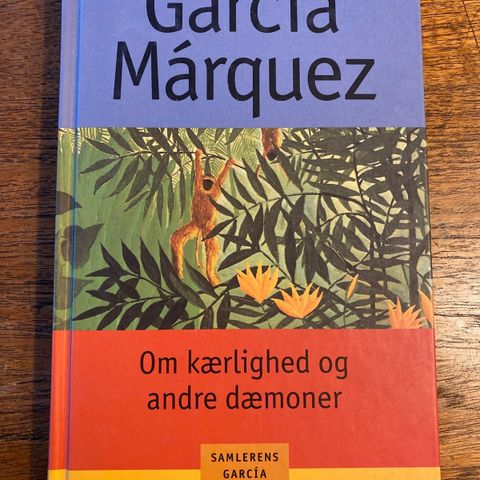 García
Márquez
Om kærlighed og
andre dæmoner
SAMLERENS
GARCÍA